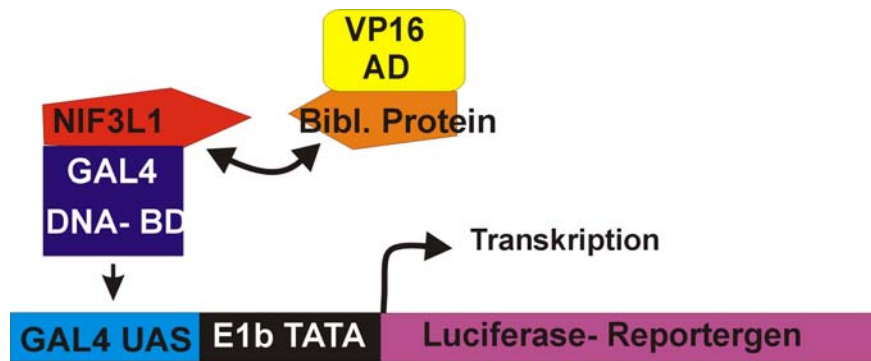 VP16
AD
NIF3L1
Bibl. Protein
GAL4
DNA- BD
Transkription
GAL4 UAS
E1b TATA
Luciferase- Reportergen